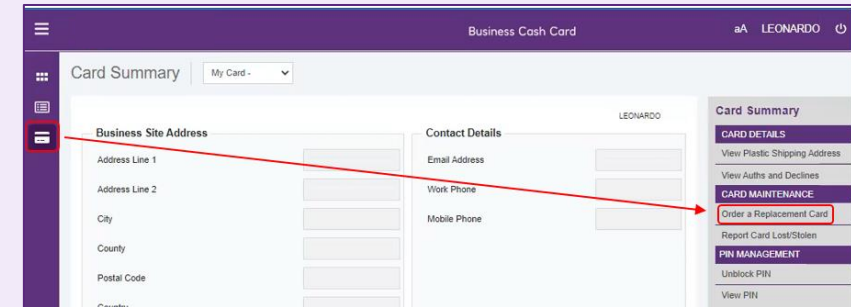 Business Cash Card
aA LEONARDO
Card Summary My Card -
LEONARDO
Business Site Address
Address Line 1
Address Line 2
City
County
Postal Code
Country
Contact Details
Email Address
Work Phone
Mobile Phone
Card Summary
CARD DETAILS
View Plastic Shipping Address
View Auths and Declines
CARD MAINTENANCE
Order a Replacement Card
Report Card Lost/Stolen
PIN MANAGEMENT
Unblock PIN
View PIN